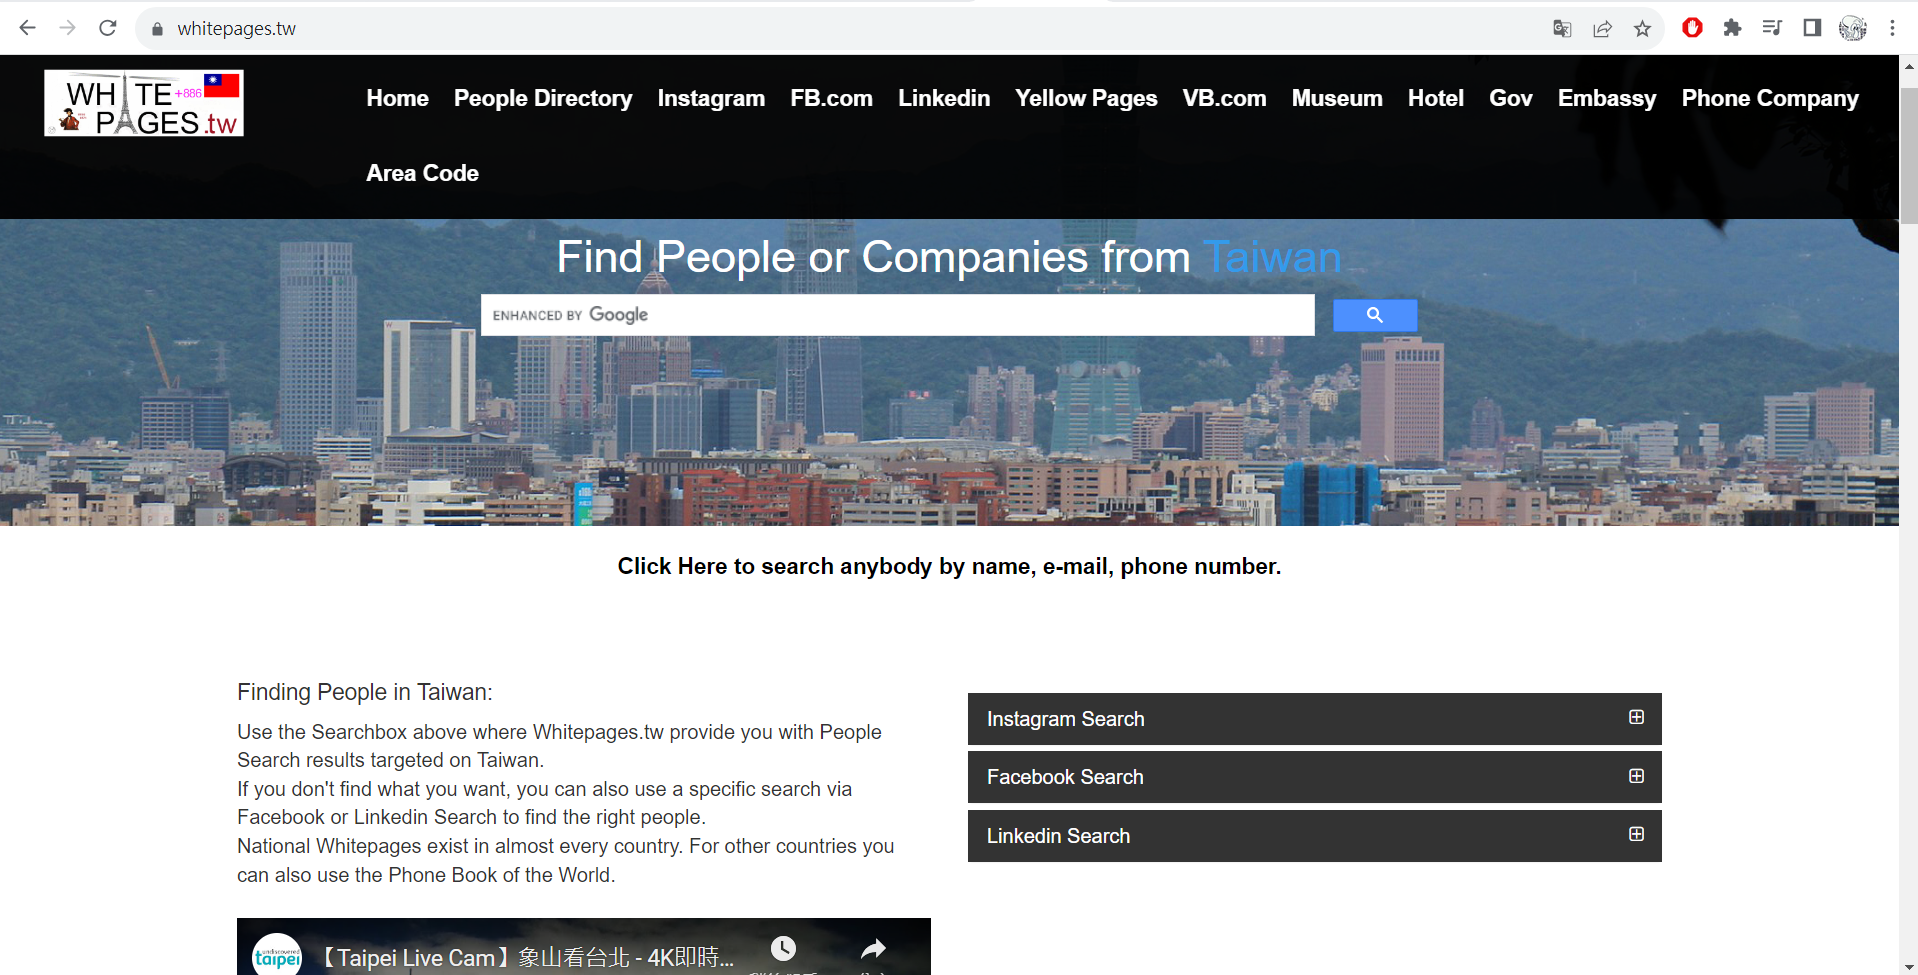 whitepages.tw
WHITE +886
PAGES.tw
Home People Directory Instagram FB.com Linkedin Yellow Pages VB.com Museum Hotel Gov Embassy Phone Company
Area Code
Find People or Companies from Taiwan
ENHANCED BY Google
Click Here to search anybody by name, e-mail, phone number.
Finding People in Taiwan:
Use the Searchbox above where Whitepages.tw provide you with People
Search results targeted on Taiwan.
If you don't find what you want, you can also use a specific search via
Facebook or Linkedin Search to find the right people.
National Whitepages exist in almost every country. For other countries you
can also use the Phone Book of the World.
Instagram Search
Facebook Search
Linkedin Search
undiscovered
taipei
【Taipei Live Cam】象山看台北 - 4K即時...